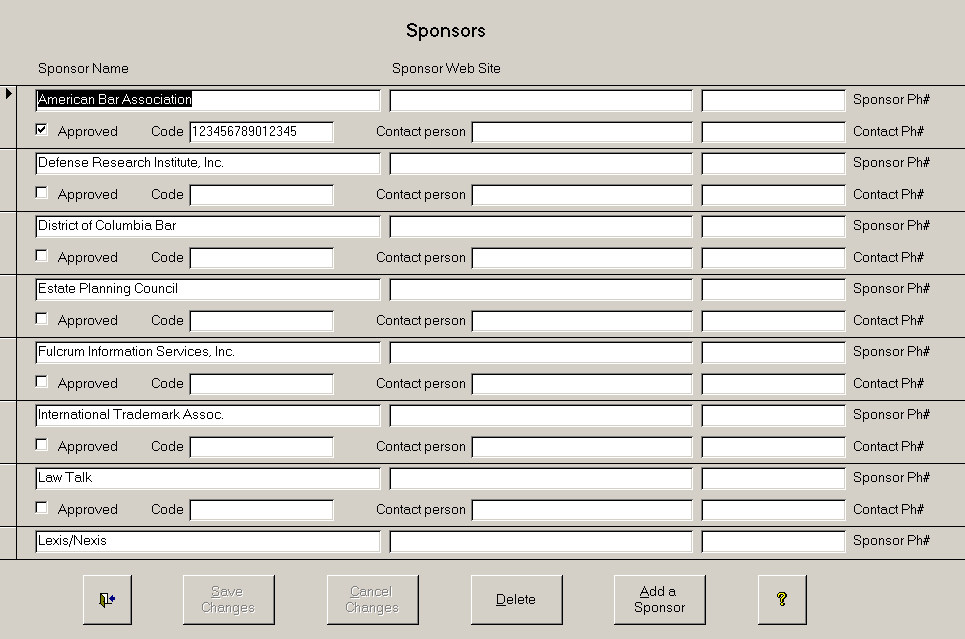 Sponsors
Sponsor Name Sponsor Web Site
American Bar Association Sponsor Ph#
Approved Code 123456789012345 Contact person Contact Ph#
Defense Research Institute, Inc. Sponsor Ph#
Approved Code Contact person Contact Ph#
District of Columbia Bar Sponsor Ph#
Approved Code Contact person Contact Ph#
Estate Planning Council Sponsor Ph#
Approved Code Contact person Contact Ph#
Fulcrum Information Services, Inc. Sponsor Ph#
Approved Code Contact person Contact Ph#
International Trademark Assoc. Sponsor Ph#
Approved Code Contact person Contact Ph#
Law Talk Sponsor Ph#
Approved Code Contact person Contact Ph#
Lexis/Nexis Sponsor Ph#
Save Changes Cancel Changes Delete Add a Sponsor ?